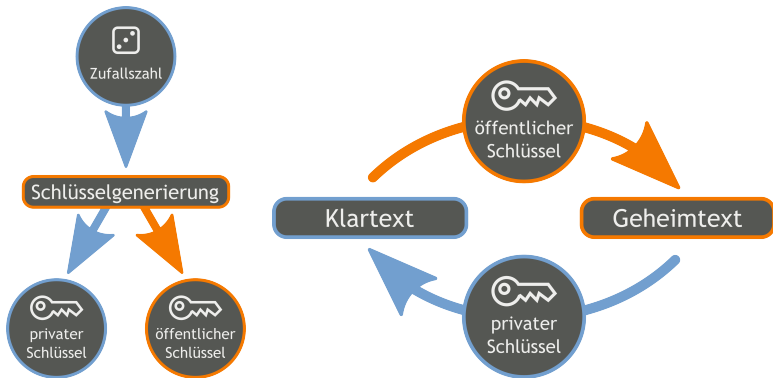 Zufallszahl
Schlüsselgenerierung
privater
Schlüssel
öffentlicher
Schlüssel
öffentlicher
Schlüssel
Klartext
Geheimtext
privater
Schlüssel